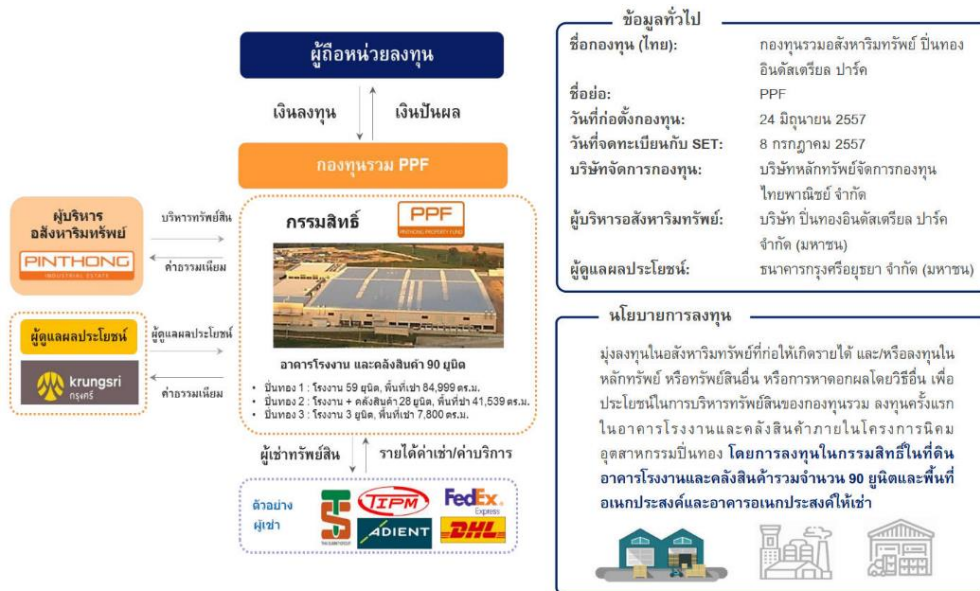 ผู้ถือหน่วยลงทุน
เงินลงทุน
เงินปันผล
กองทุนรวม PPF
ผู้บริหาร
อสังหาริมทรัพย์
PINTHONG
INDUSTRIAL ESTATE
บริหารทรัพย์สิน
ค่าธรรมเนียม
กรรมสิทธิ์
PPF
PINTHONG PROPERTY FUND
ผู้ดูแลผลประโยชน์
krungsri
กรุงศรี
ผู้ดูแลผลประโยชน์
ค่าธรรมเนียม
อาคารโรงงาน และคลังสินค้า 90 ยูนิต
• ปิ่นทอง 1 : โรงงาน 59 ยูนิต, พื้นที่เช่า 84,999 ตร.ม.
• ปิ่นทอง 2 : โรงงาน + คลังสินค้า 28 ยูนิต, พื้นที่เช่า 41,539 ตร.ม.
• ปิ่นทอง 3 : โรงงาน 3 ยูนิต, พื้นที่เช่า 7,800 ตร.ม.
ผู้เช่าทรัพย์สิน
รายได้ค่าเช่า/ค่าบริการ
ตัวอย่าง
ผู้เช่า
TIPM
FedEx
Express
ADIENT
DHL
ข้อมูลทั่วไป
ชื่อกองทุน (ไทย): กองทุนรวมอสังหาริมทรัพย์ ปิ่นทอง
อินดัสเตรียล ปาร์ค
ชื่อย่อ: PPF
วันที่ก่อตั้งกองทุน: 24 มิถุนายน 2557
วันที่จดทะเบียนกับ SET: 8 กรกฎาคม 2557
บริษัทจัดการกองทุน: บริษัทหลักทรัพย์จัดการกองทุน
ไทยพาณิชย์ จำกัด
ผู้บริหารอสังหาริมทรัพย์: บริษัท ปิ่นทองอินดัสเตรียล ปาร์ค
จำกัด (มหาชน)
ผู้ดูแลผลประโยชน์: ธนาคารกรุงศรีอยุธยา จำกัด (มหาชน)
นโยบายการลงทุน
มุ่งลงทุนในอสังหาริมทรัพย์ที่ก่อให้เกิดรายได้ และ/หรือลงทุนใน
หลักทรัพย์ หรือทรัพย์สินอื่น หรือการหาดอกผลโดยวิธีอื่น เพื่อ
ประโยชน์ในการบริหารทรัพย์สินของกองทุนรวม ลงทุนครั้งแรก
ในอาคารโรงงานและคลังสินค้าภายในโครงการนิคม
อุตสาหกรรมปิ่นทอง โดยการลงทุนในกรรมสิทธิ์ในที่ดิน
อาคารโรงงานและคลังสินค้ารวมจำนวน 90 ยูนิตและพื้นที่
อเนกประสงค์และอาคารอเนกประสงค์ให้เช่า